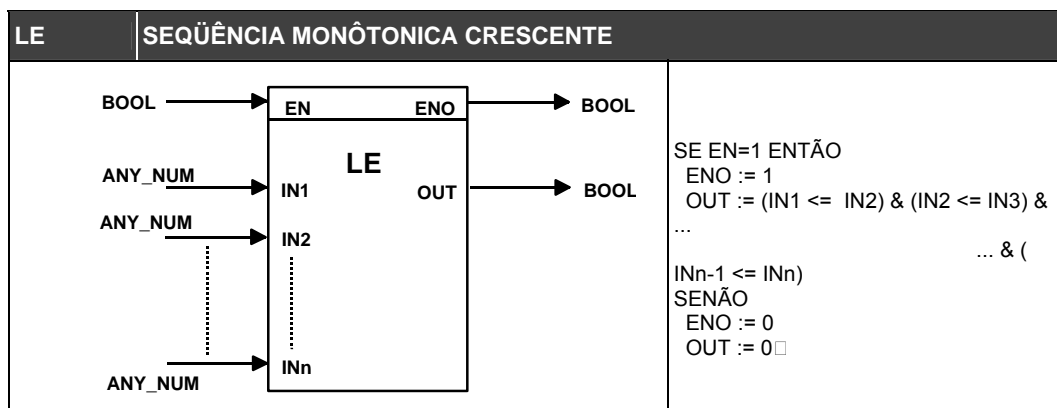 LE SEQÜÊNCIA MONÔTONICA CRESCENTE
BOOL EN ENO BOOL
LE
ANY_NUM IN1 OUT BOOL
ANY_NUM IN2
ANY_NUM INn
SE EN=1 ENTÃO
ENO := 1
OUT := (IN1 <= IN2) & (IN2 <= IN3) &
...
... & (
INn-1 <= INn)
SENÃO
ENO := 0
OUT := 0□